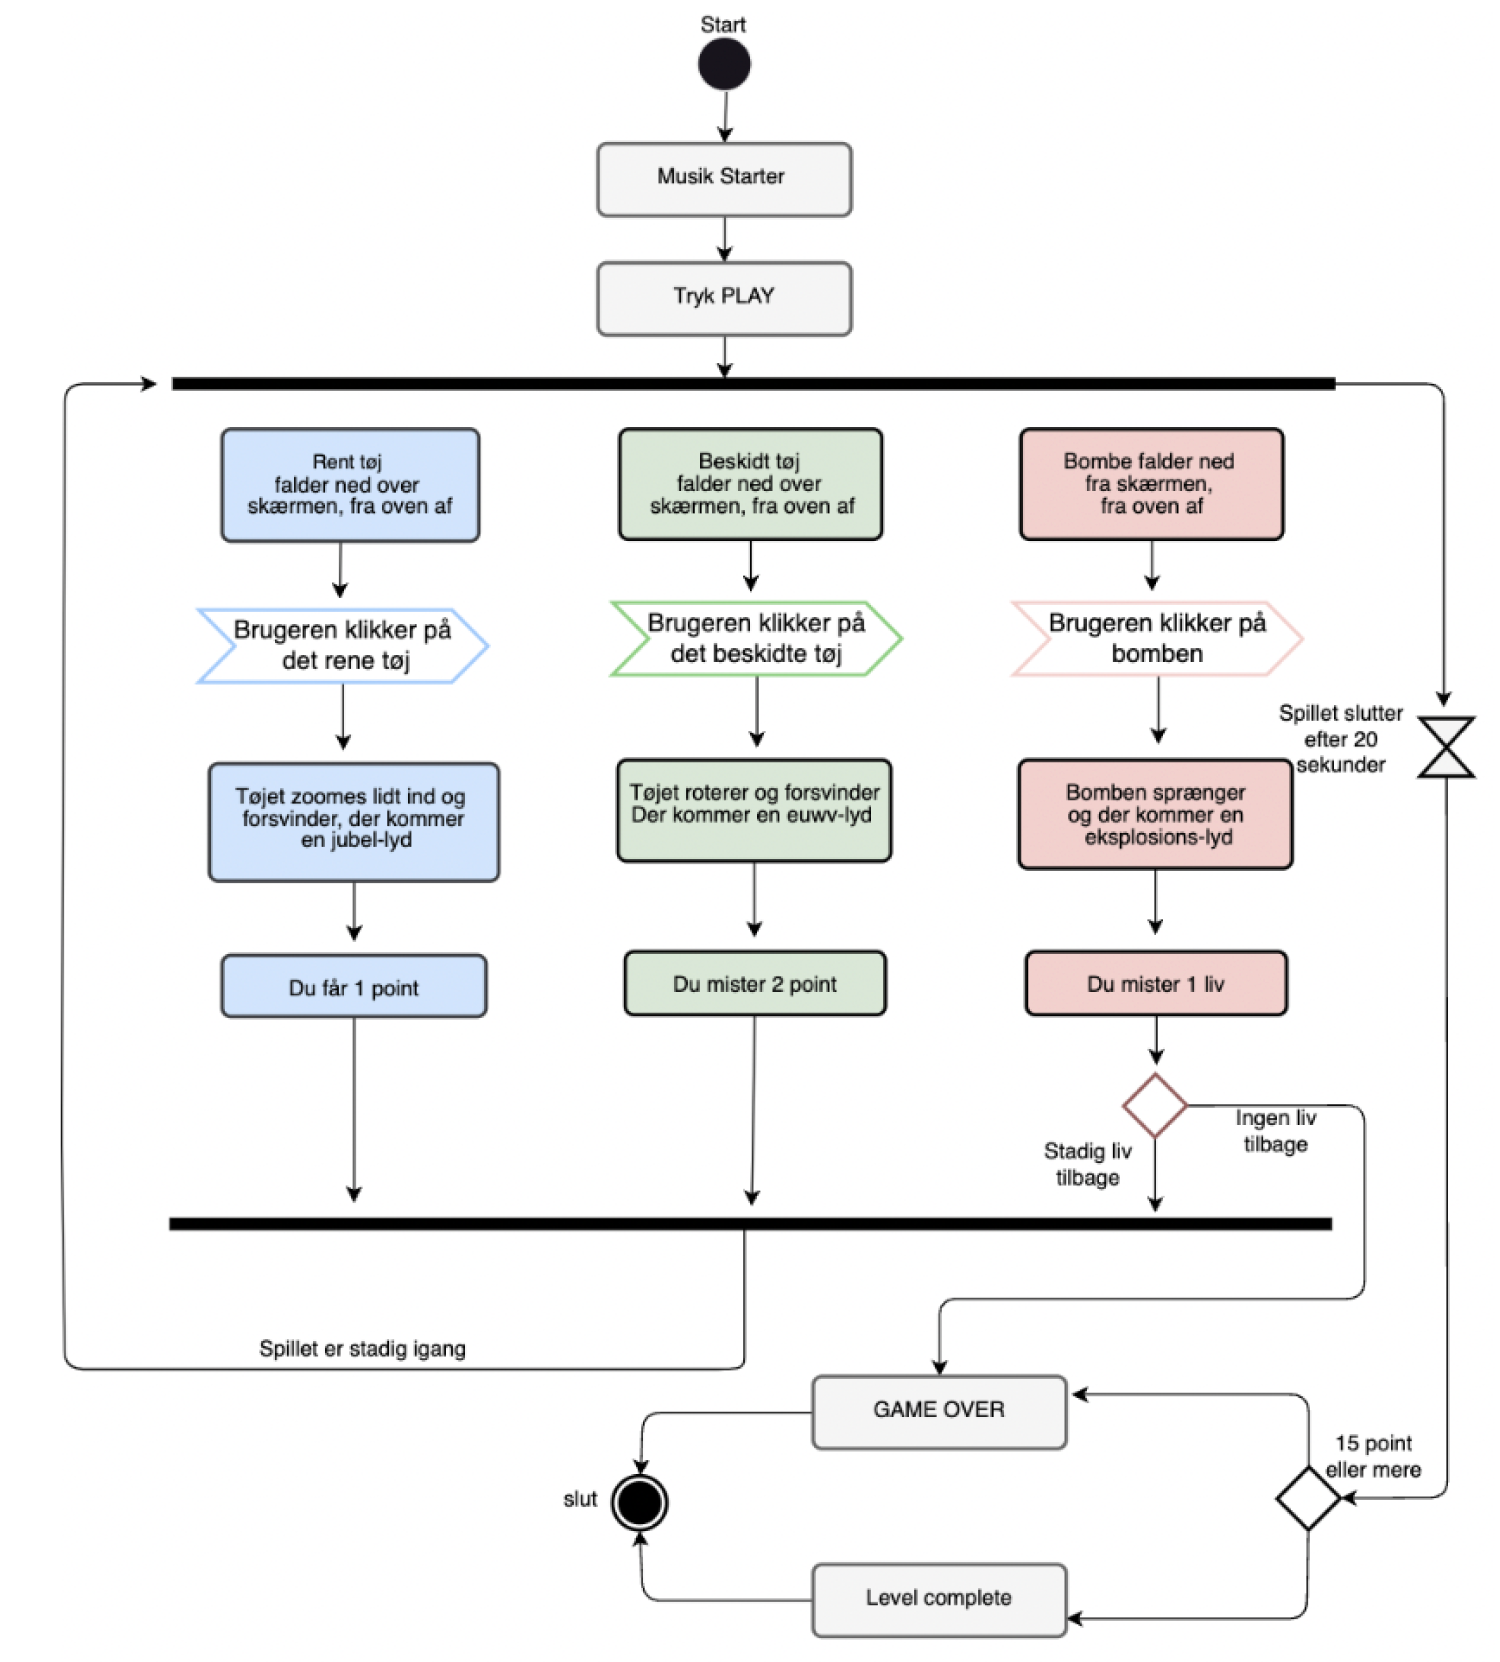 Start
Musik Starter
Tryk PLAY
Rent tøj
falder ned over
skærmen, fra oven af
Beskidt tøj
falder ned over
skærmen, fra oven af
Bombe falder ned
fra skærmen,
fra oven af
Brugeren klikker på
det rene tøj
Brugeren klikker på
det beskidte tøj
Brugeren klikker på
bomben
Spillet slutter
efter 20
sekunder
Tøjet zoomes lidt ind og
forsvinder, der kommer
en jubel-lyd
Tøjet roterer og forsvinder
Der kommer en euwv-lyd
Bomben sprænger
og der kommer en
eksplosions-lyd
Du får 1 point
Du mister 2 point
Du mister 1 liv
Ingen liv
tilbage
Stadig liv
tilbage
Spillet er stadig igang
GAME OVER
15 point
eller mere
slut
Level complete